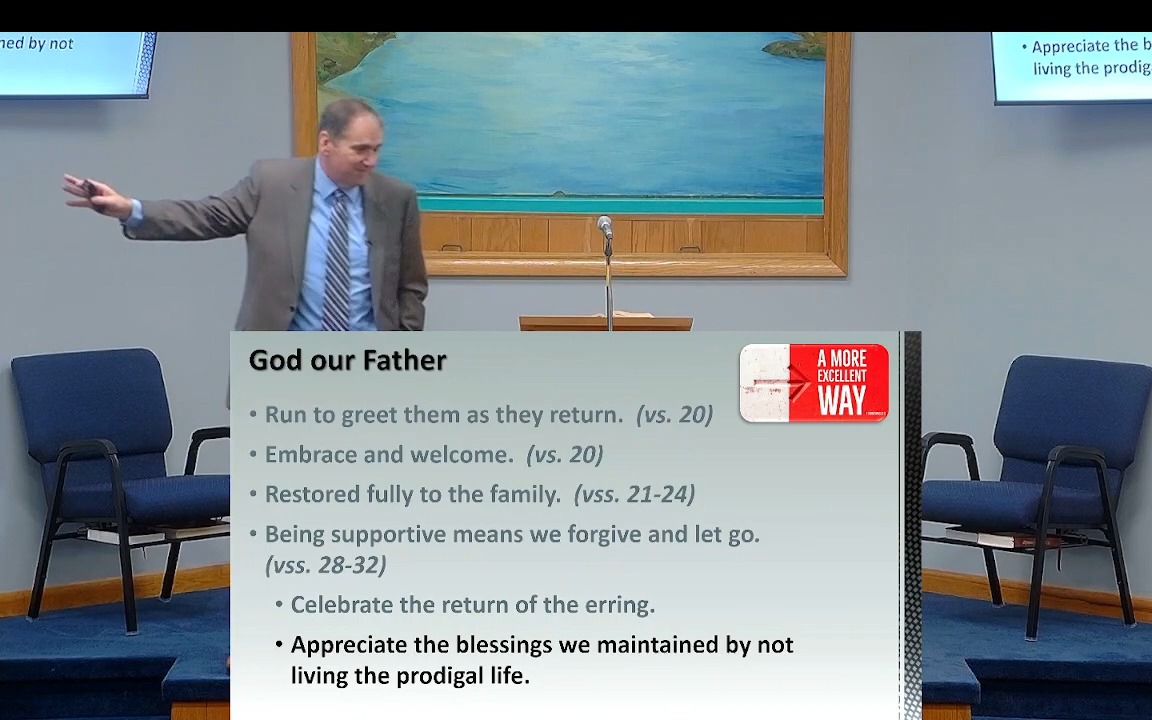 ned by not
• Appreciate the b
living the prodig
God our Father
A MORE
EXCELLENT
WAY
• Run to greet them as they return. (vs. 20)
• Embrace and welcome. (vs. 20)
• Restored fully to the family. (vss. 21-24)
• Being supportive means we forgive and let go.
(vss. 28-32)
• Celebrate the return of the erring.
• Appreciate the blessings we maintained by not
living the prodigal life.